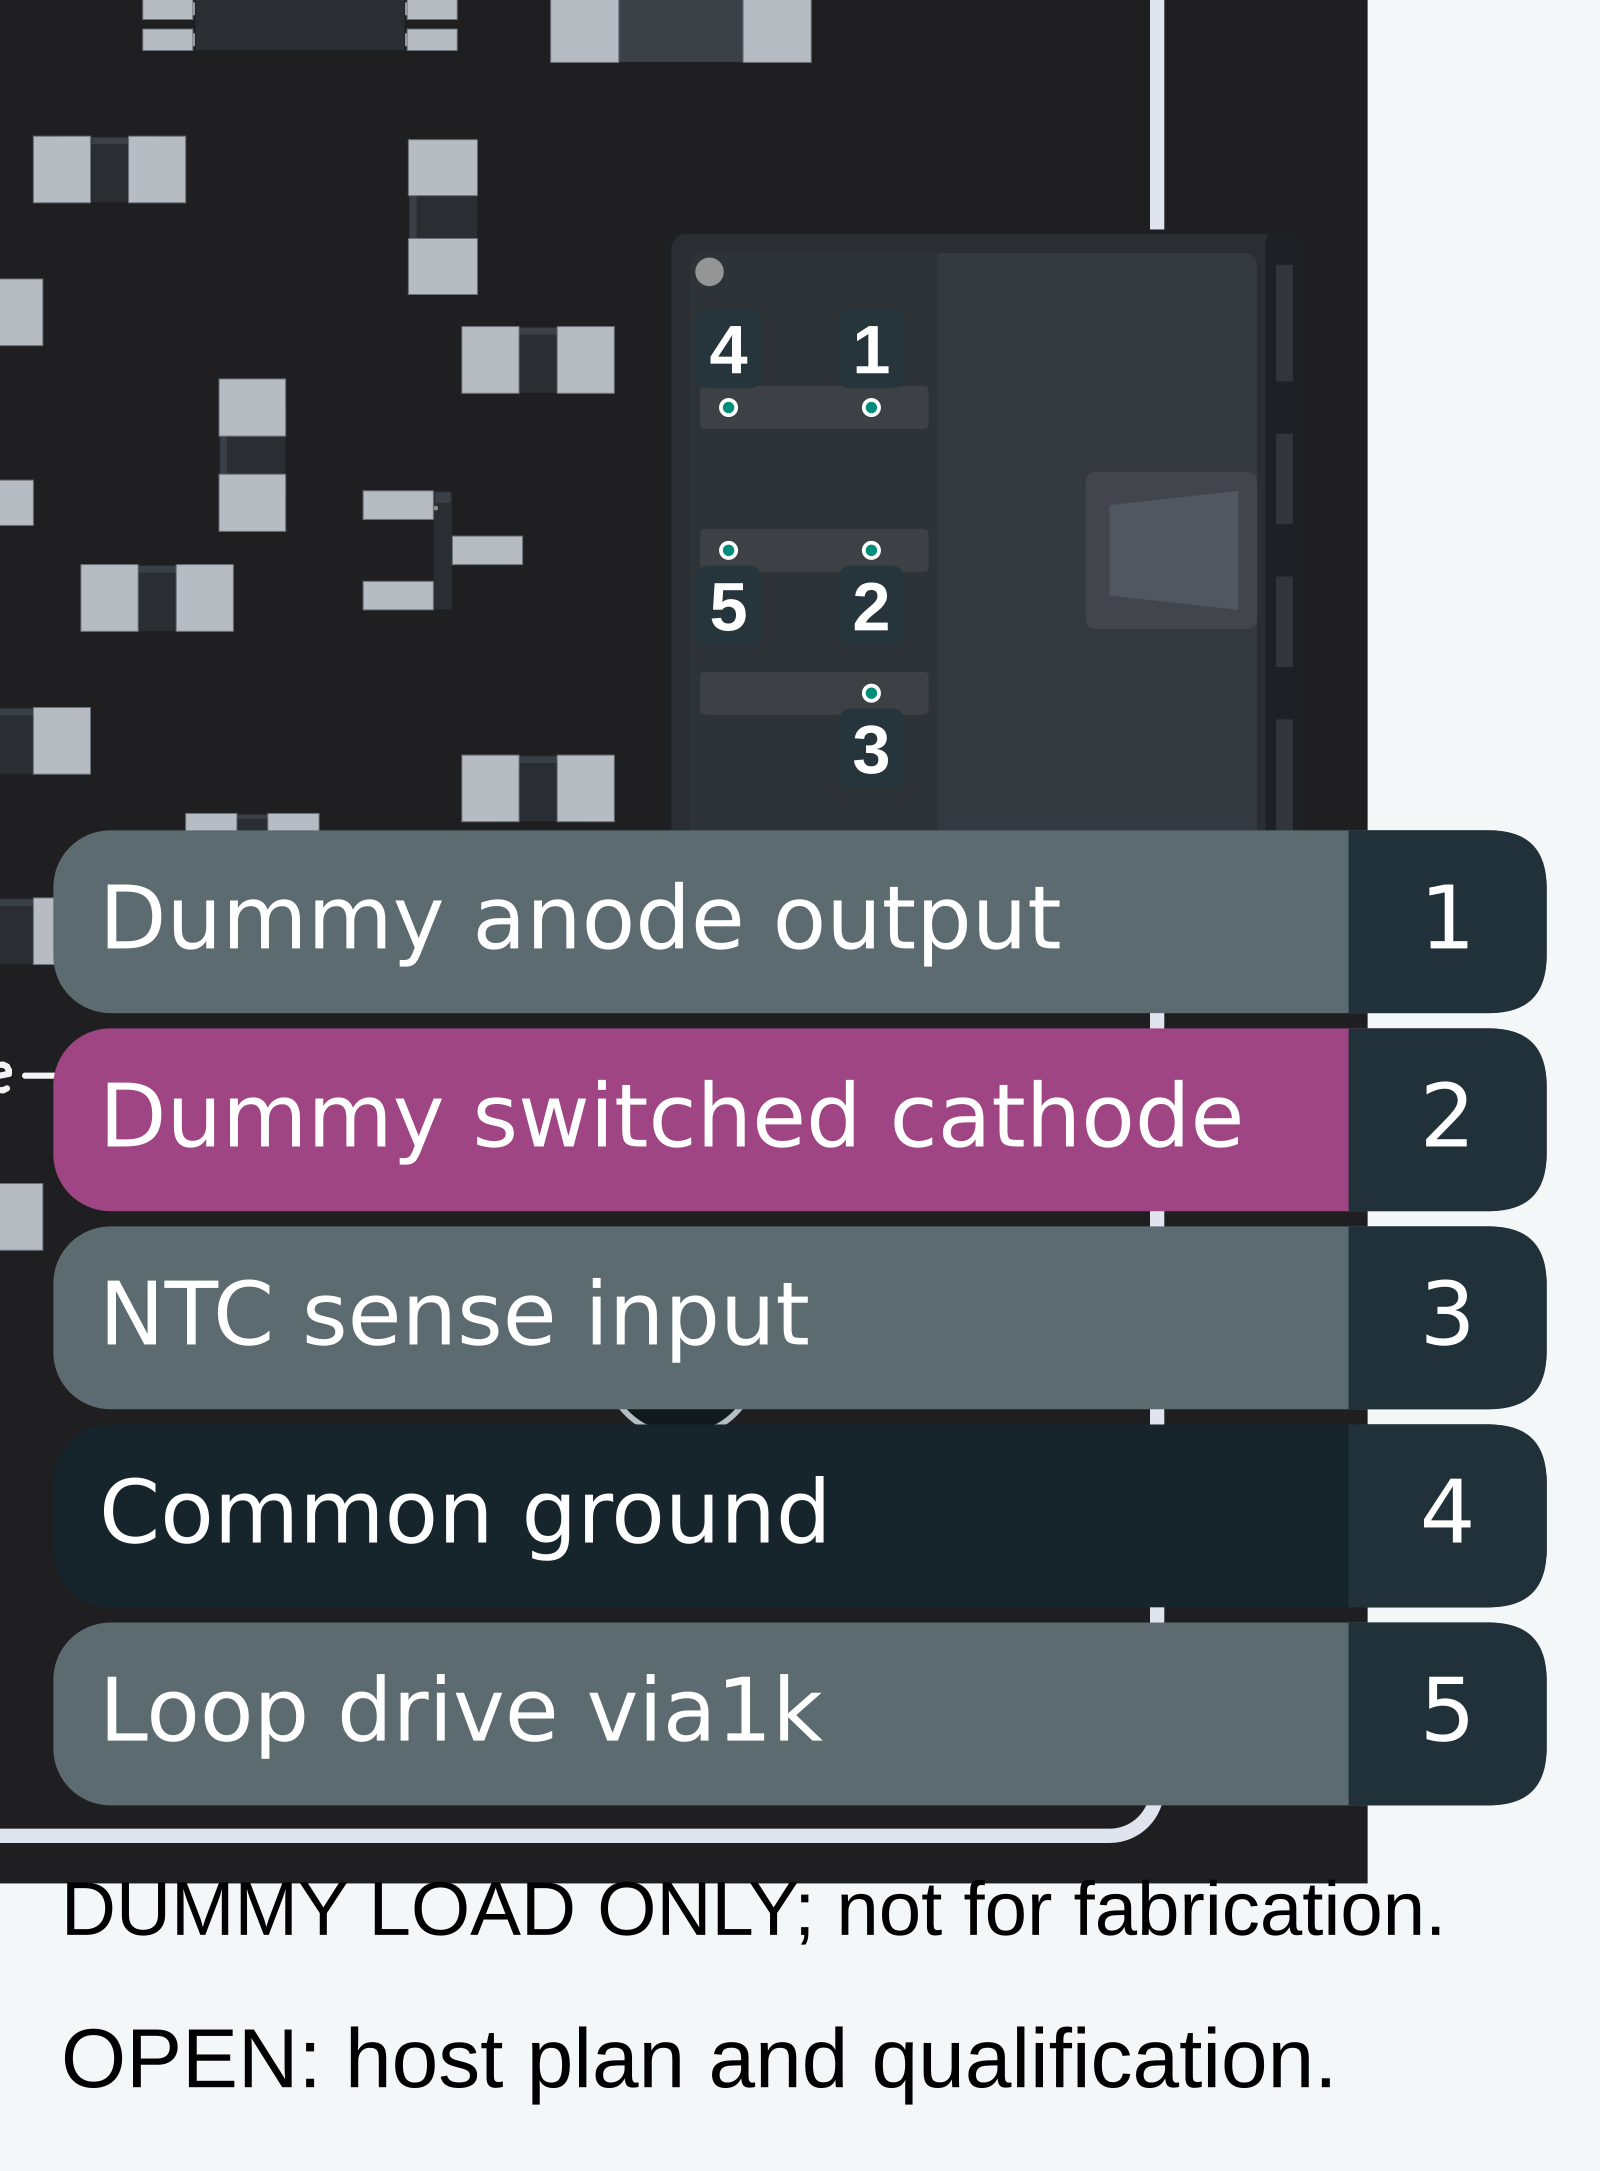 4 1
5 2
3
Dummy anode output 1
Dummy switched cathode 2
NTC sense input 3
Common ground 4
Loop drive via1k 5
DUMMY LOAD ONLY; not for fabrication.
OPEN: host plan and qualification.